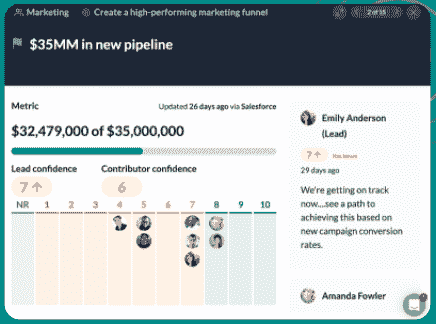 Marketing Create a high-performing marketing funnel
2 of 15
$35MM in new pipeline
Metric
Updated 26 days ago via Salesforce
$32,479,000 of $35,000,000
Lead confidence Contributor confidence
7 6
NR 1 2 3 4 5 6 7 8 9 10
Emily Anderson
(Lead)
7
29 days ago
We're getting on track
now....see a path to
achieving this based on
new campaign conversion
rates.
Amanda Fowler